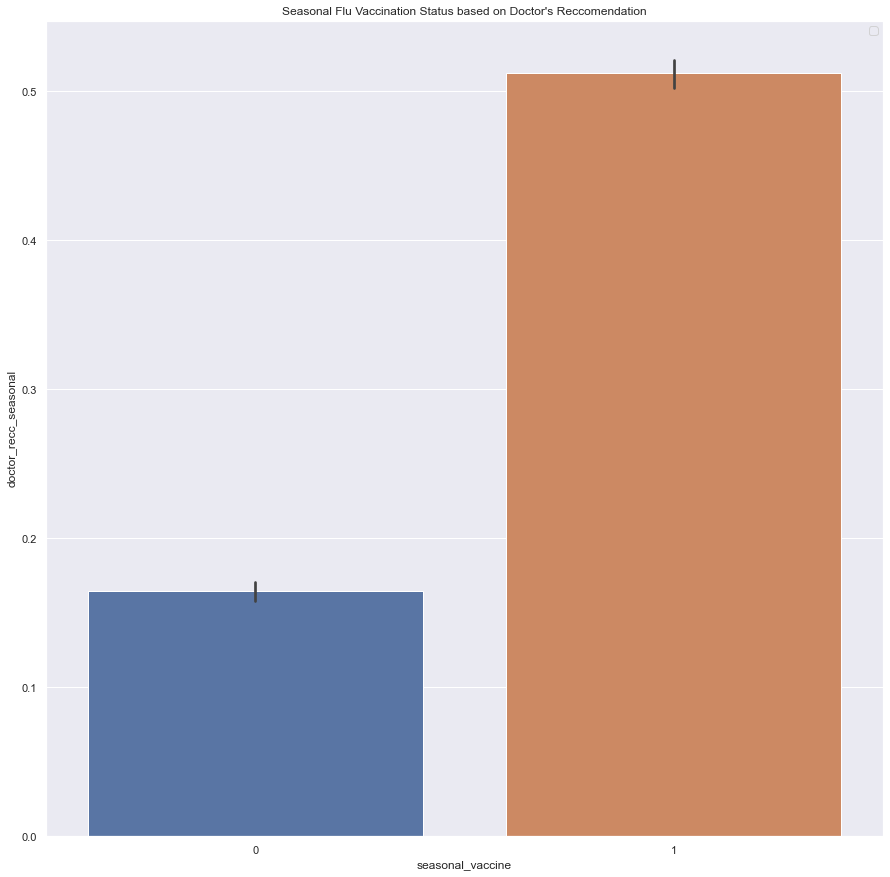 Seasonal Flu Vaccination Status based on Doctor's Reccomendation
0.5
0.4
0.3
0.2
0.1
0.0
doctor_recc_seasonal
0
1
seasonal_vaccine